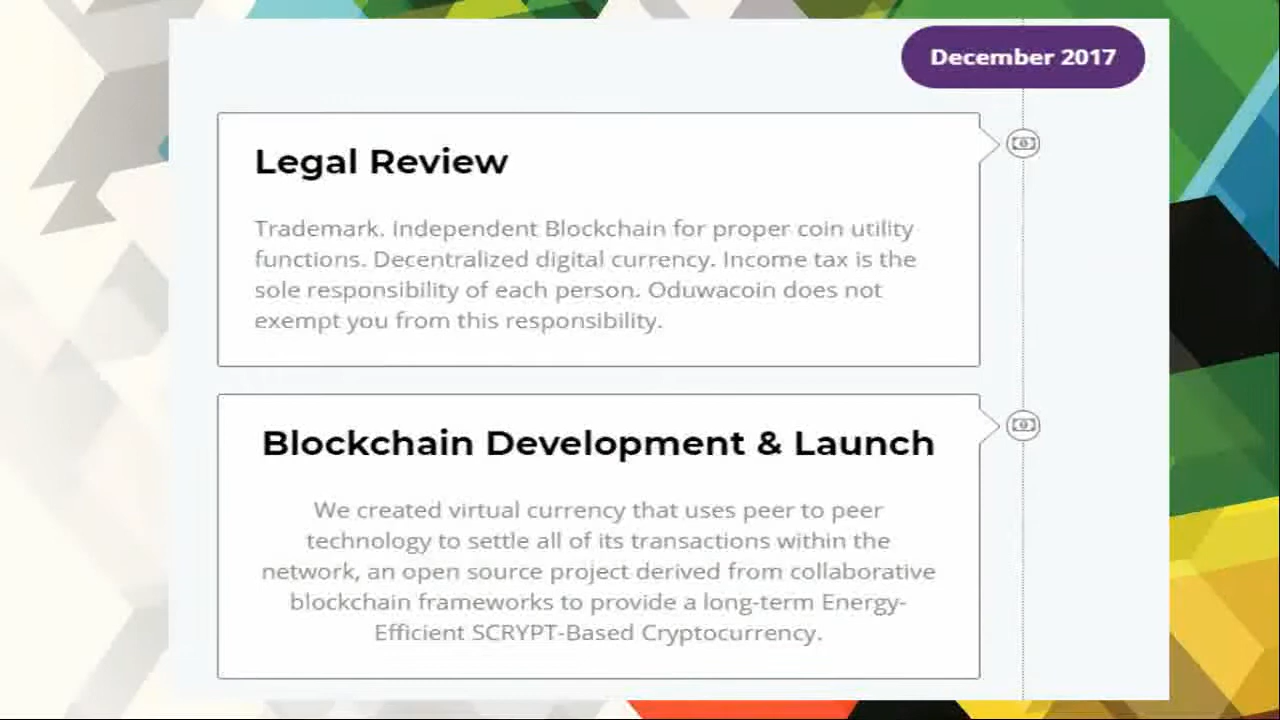 December 2017
Legal Review
Trademark. Independent Blockchain for proper coin utility
functions. Decentralized digital currency. Income tax is the
sole responsibility of each person. Oduwacoin does not
exempt you from this responsibility.
Blockchain Development & Launch
We created virtual currency that uses peer to peer
technology to settle all of its transactions within the
network, an open source project derived from collaborative
blockchain frameworks to provide a long-term Energy-
Efficient SCRYPT-Based Cryptocurrency.